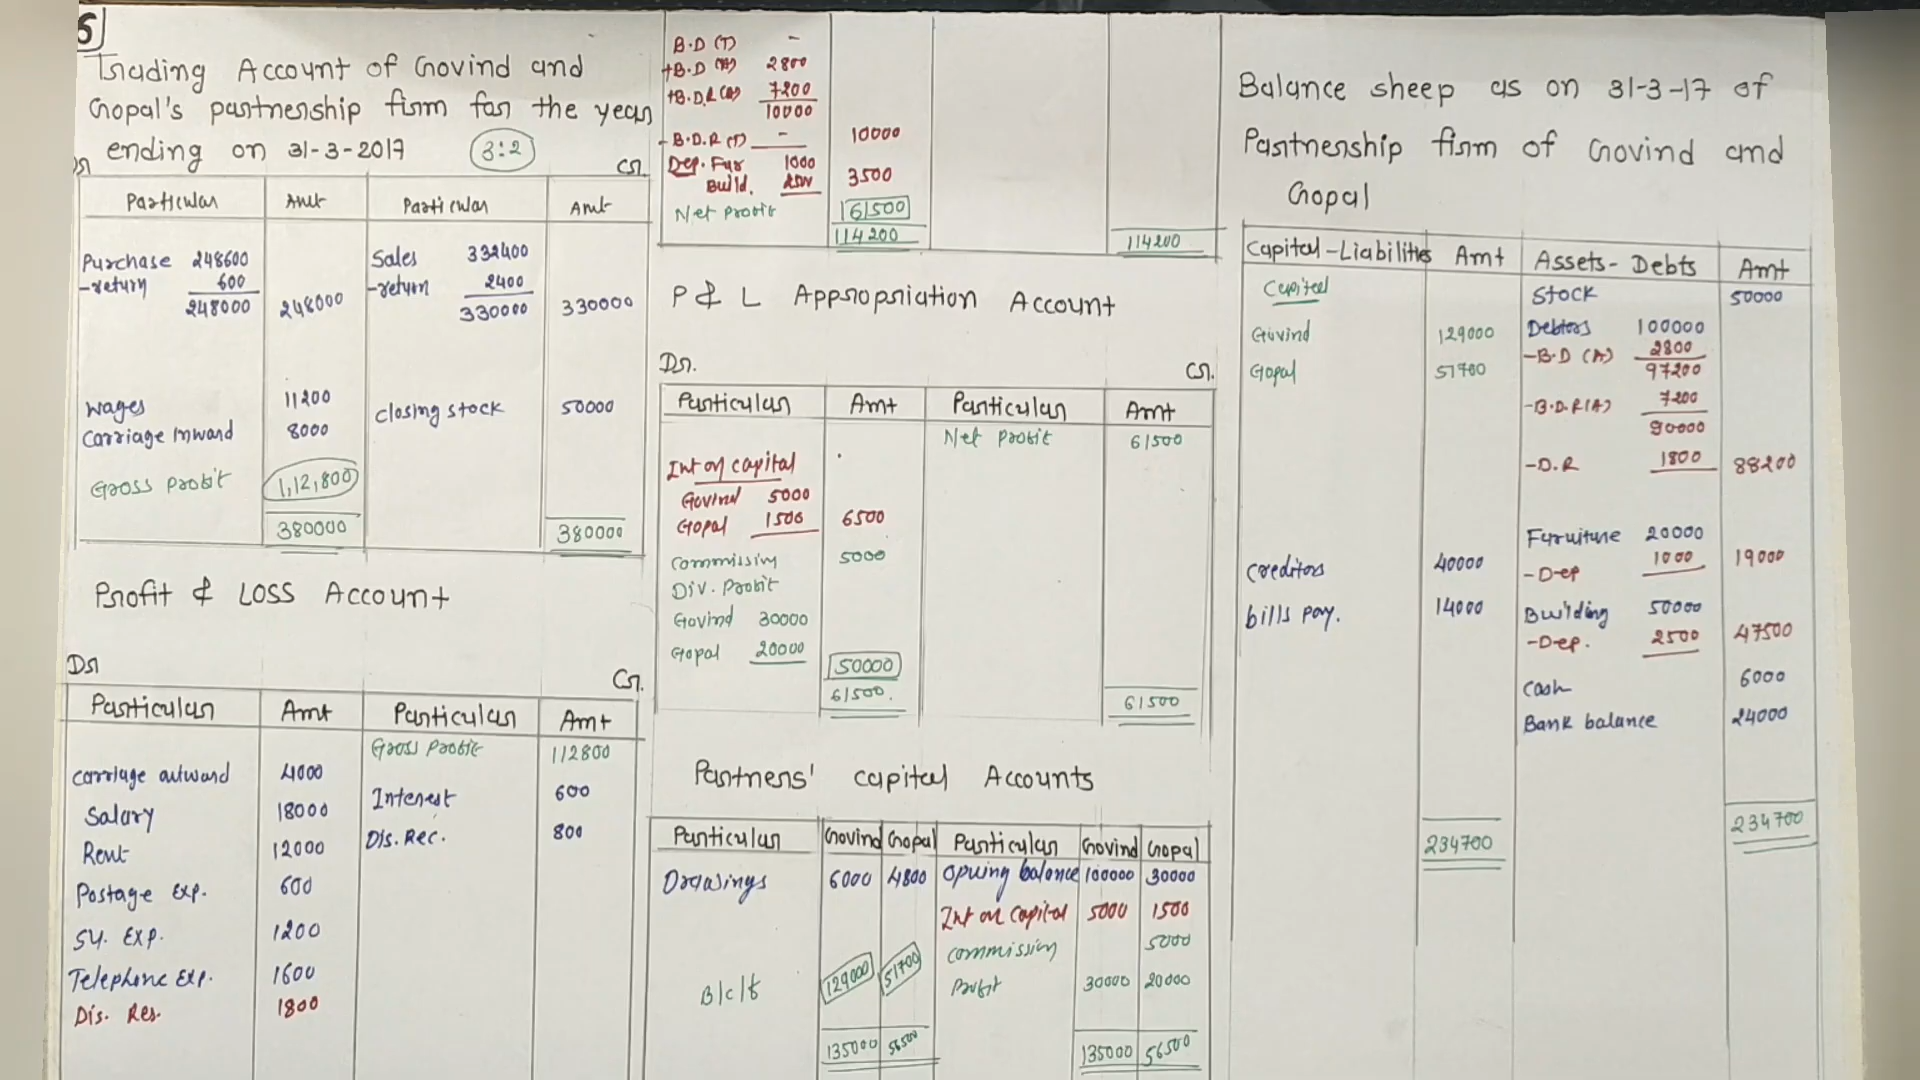 5
Trading Account of Govind and
Gopal's partnership firm for the year
ending on 31-3-2017 3:2
Dr Cr.
Particular Amt Particular Amt
Purchase 248600 Sales 332400
-return 600 -return 2400
248000 248000 330000 330000
Wages 11200 closing stock 50000
Carriage Inward 8000
Gross Profit 1,12,800
380000 380000
Profit & LOSS Account
Dr Cr.
Particular Amt Particular Amt
Gross Profit 112800
Carriage outward 4000
Interest 600
Salary 18000
Dis. Rec. 800
Rent 12000
Postage Exp. 600
SY. EXP. 1200
Telephone Exp. 1600
Dis. Res. 1800
B.D (T) -
+B.D (A) 2800
+B.D.R (A) 7200
10000
-B.D.R (T) - 10000
Dep. Fur 1000
Build. 2500 3500
Net profit 61500
114200 114200
P & L Appropriation Account
Dr. Cr.
Particular Amt Particular Amt
Net profit 61500
Int on capital
Govind 5000
Gopal 1500 6500
Commission 5000
Div. Profit
Govind 30000
Gopal 20000
50000
61500. 61500
Partners' capital Accounts
Particular Govind Gopal Particular Govind Gopal
Drawings 6000 4800 Opning balance 100000 30000
Int on Capital 5000 1500
Commission 5000
B/c/f 129000 51700 Profit 30000 20000
135000 56500 135000 56500
Balance sheep as on 31-3-17 of
Partnership firm of Govind and
Gopal
Capital-Liabilities Amt Assets-Debts Amt
Capital Stock 50000
Govind 129000 Debtors 100000
-B.D (A) 2800
Gopal 51700 97200
-B.D.R(A) 7200
90000
-D.R 1800 88200
Furuiture 20000
Creditors 40000 -Dep 1000 19000
bills pay. 14000 Building 50000
-Dep. 2500 47500
Cash 6000
Bank balance 24000
234700 234700